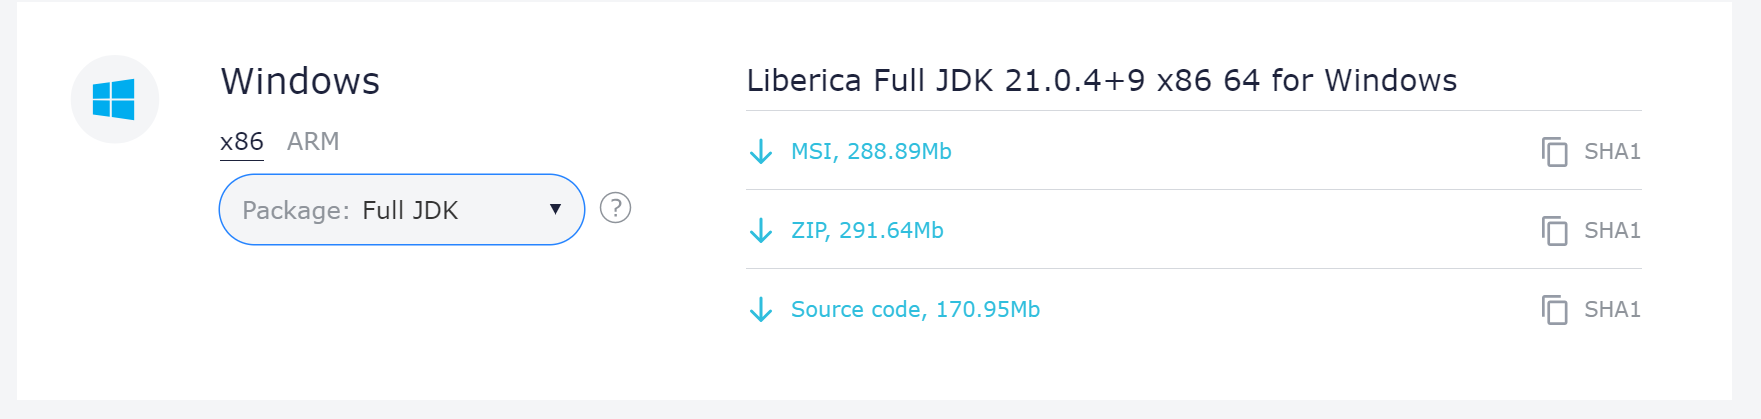 Windows
x86 ARM
Package: Full JDK ?
Liberica Full JDK 21.0.4+9 x86 64 for Windows
MSI, 288.89Mb SHA1
ZIP, 291.64Mb SHA1
Source code, 170.95Mb SHA1